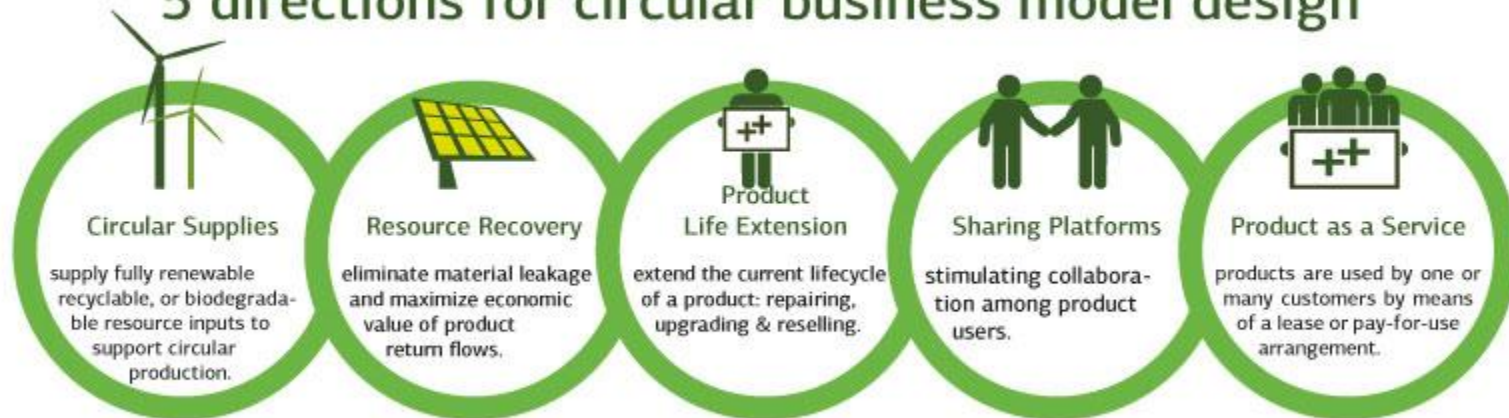 5 directions for circular business model design
Circular Supplies
supply fully renewable
recyclable, or biodegrada-
ble resource inputs to
support circular
production.
Resource Recovery
eliminate material leakage
and maximize economic
value of product
return flows.
Product
Life Extension
extend the current lifecycle
of a product: repairing,
upgrading & reselling.
Sharing Platforms
stimulating collabora-
tion among product
users.
Product as a Service
products are used by one or
many customers by means
of a lease or pay-for-use
arrangement.